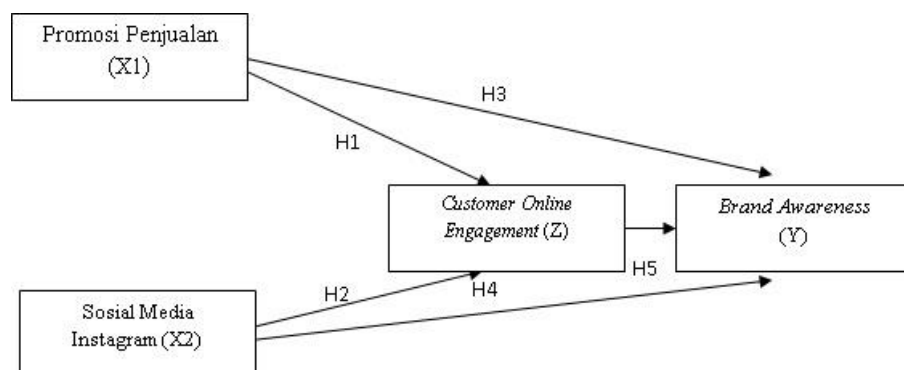 Promosi Penjualan
(X1)
H3
H1
Customer Online
Engagement (Z)
Brand Awareness
(Y)
H5
H2
H4
Sosial Media
Instagram (X2)